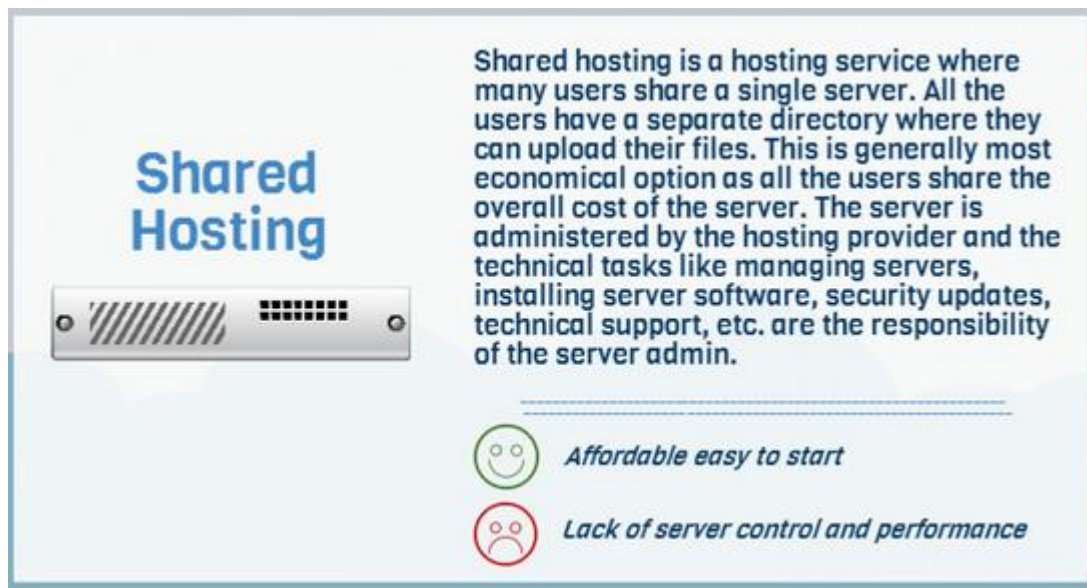 Shared
Hosting
Shared hosting is a hosting service where
many users share a single server. All the
users have a separate directory where they
can upload their files. This is generally most
economical option as all the users share the
overall cost of the server. The server is
administered by the hosting provider and the
technical tasks like managing servers,
installing server software, security updates,
technical support, etc. are the responsibility
of the server admin.
Affordable easy to start
Lack of server control and performance